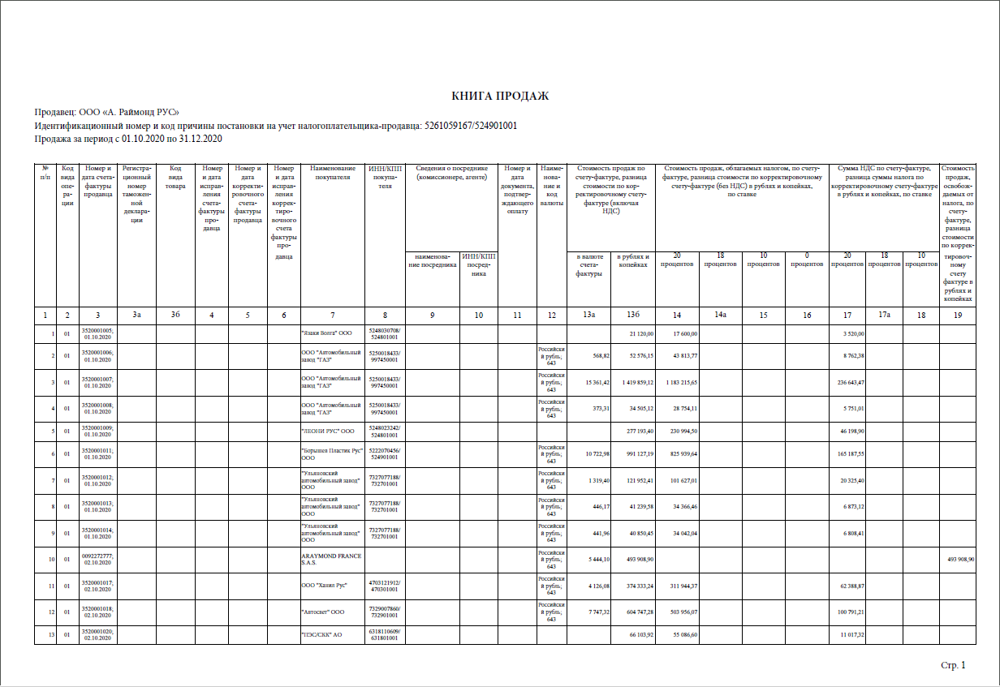 КНИГА ПРОДАЖ
Продавец: ООО «А. Раймонд РУС»
Идентификационный номер и код причины постановки на учет налогоплательщика-продавца: 5261059167/524901001
Продажа за период с 01.10.2020 по 31.12.2020
№ п/п
Код вида опе- ра- ции
Номер и дата счета- фактуры продавца
Регистра- ционный номер таможен- ной деклара- ции
Код вида товара
Номер и дата исправ- ления счета- фактуры про- давца
Номер и дата корректи- ровочного счета- фактуры продавца
Номер и дата исправ- ления коррек- тиро- вочного счета фактуры про- давца
Наименование покупателя
ИНН/КПП покупа- теля
Сведения о посреднике (комиссионере, агенте)
наименова- ние посредника
ИНН/КПП посред- ника
Номер и дата документа, подтвер- ждающего оплату
Наиме- нова- ние и код валюты
Стоимость продаж по счету-фактуре, разница стоимости по кор- ректировочному счету- фактуре (включая НДС)
в валюте счета- фактуры
в рублях и копейках
Стоимость продаж, облагаемых налогом, по счету- фактуре, разница стоимости по корректировочному счету-фактуре (без НДС) в рублях и копейках, по ставке
20 процентов
18 процентов
10 процентов
0 процентов
Сумма НДС по счету-фактуре, разница суммы налога по корректировочному счету-фактуре в рублях и копейках, по ставке
20 процентов
18 процентов
10 процентов
Стоимость продаж, освобож- даемых от налога, по счету- фактуре, разница стоимости по коррек- тировоч- ному счету фактуре в рублях и копейках
1 2 3 3а 3б 4 5 6 7 8 9 10 11 12 13а 13б 14 14а 15 16 17 17а 18 19
1 01 3520001005; 01.10.2020 "Язаки Волга" ООО 5248030708/ 524801001 21 120,00 17 600,00 3 520,00
2 01 3520001006; 01.10.2020 ООО "Автомобильный завод "ГАЗ" 5250018433/ 997450001 Российски й рубль; 643 568,82 52 576,15 43 813,77 8 762,38
3 01 3520001007; 01.10.2020 ООО "Автомобильный завод "ГАЗ" 5250018433/ 997450001 Российски й рубль; 643 15 361,42 1 419 859,12 1 183 215,65 236 643,47
4 01 3520001008; 01.10.2020 ООО "Автомобильный завод "ГАЗ" 5250018433/ 997450001 Российски й рубль; 643 373,31 34 505,12 28 754,11 5 751,01
5 01 3520001009; 01.10.2020 "ЛЕОНИ РУС" ООО 5248023242/ 524801001 277 193,40 230 994,50 46 198,90
6 01 3520001011; 01.10.2020 "Борышев Пластик Рус" ООО 5222070456/ 524901001 Российски й рубль; 643 10 722,98 991 127,19 825 939,64 165 187,55
7 01 3520001012; 01.10.2020 "Ульяновский автомобильный завод" ООО 7327077188/ 732701001 Российски й рубль; 643 1 319,40 121 952,41 101 627,01 20 325,40
8 01 3520001013; 01.10.2020 "Ульяновский автомобильный завод" ООО 7327077188/ 732701001 Российски й рубль; 643 446,17 41 239,58 34 366,46 6 873,12
9 01 3520001014; 01.10.2020 "Ульяновский автомобильный завод" ООО 7327077188/ 732701001 Российски й рубль; 643 441,96 40 850,45 34 042,04 6 808,41
10 01 0092272777; 02.10.2020 ARAYMOND FRANCE S.A.S. Российски й рубль; 643 5 444,10 493 908,90 493 908,90
11 01 3520001017; 02.10.2020 ООО "Ханил Рус" 4703121912/ 470301001 Российски й рубль; 643 4 126,08 374 333,24 311 944,37 62 388,87
12 01 3520001018; 02.10.2020 "Автосвет" ООО 7329007860/ 732901001 Российски й рубль; 643 7 747,32 604 747,28 503 956,07 100 791,21
13 01 3520001020; 02.10.2020 "ПЭС/СКК" АО 6318110609/ 631801001 66 103,92 55 086,60 11 017,32
Стр. 1